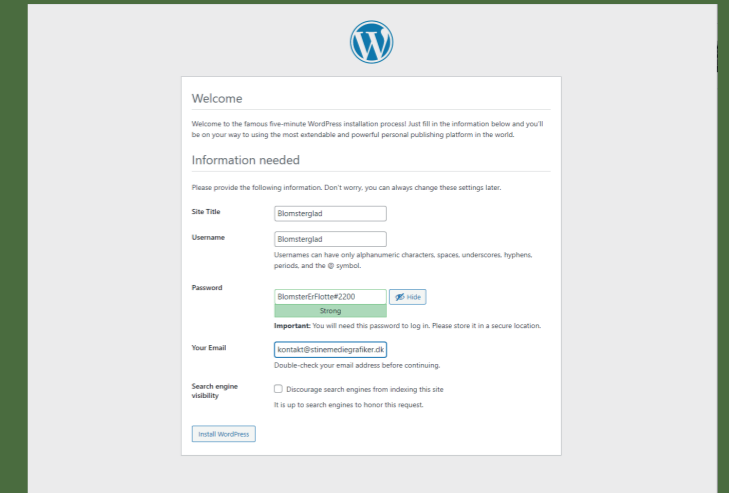 Welcome
Welcome to the famous five-minute WordPress installation process! Just fill in the information below and you'll
be on your way to using the most extendable and powerful personal publishing platform in the world.
Information needed
Please provide the following information. Don't worry, you can always change these settings later.
Site Title
Blomsterglad
Username
Blomsterglad
Usernames can have only alphanumeric characters, spaces, underscores, hyphens,
periods, and the @ symbol.
Password
BlomsterErFlotte#2200
Hide
Strong
Important: You will need this password to log in. Please store it in a secure location.
Your Email
kontakt@stinemediegrafiker.dk
Double-check your email address before continuing.
Search engine
visibility
Discourage search engines from indexing this site
It is up to search engines to honor this request.
Install WordPress